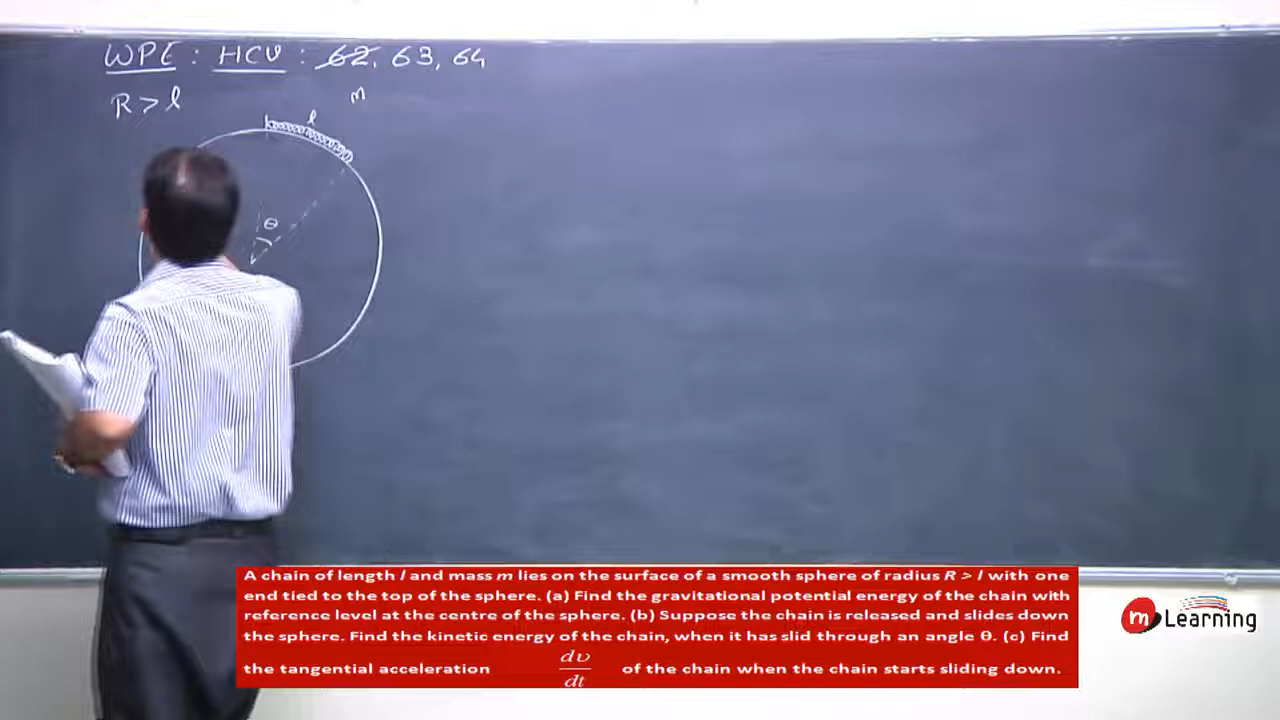 WPE : HCV : 62, 63, 64
R > l
m
l
θ
A chain of length l and mass m lies on the surface of a smooth sphere of radius R > l with one
end tied to the top of the sphere. (a) Find the gravitational potential energy of the chain with
reference level at the centre of the sphere. (b) Suppose the chain is released and slides down
the sphere. Find the kinetic energy of the chain, when it has slid through an angle θ. (c) Find
the tangential acceleration dv/dt of the chain when the chain starts sliding down.
m Learning